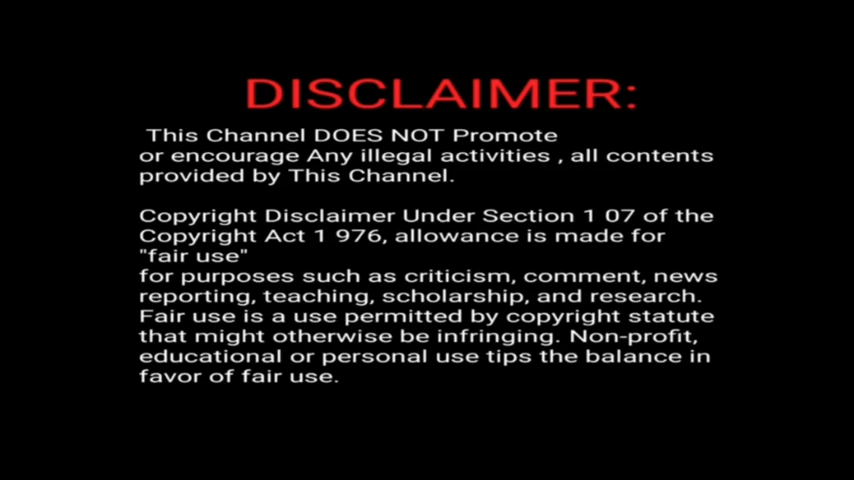 DISCLAIMER:
This Channel DOES NOT Promote
or encourage Any illegal activities , all contents
provided by This Channel.
Copyright Disclaimer Under Section 1 07 of the
Copyright Act 1 976, allowance is made for
"fair use"
for purposes such as criticism, comment, news
reporting, teaching, scholarship, and research.
Fair use is a use permitted by copyright statute
that might otherwise be infringing. Non-profit,
educational or personal use tips the balance in
favor of fair use.